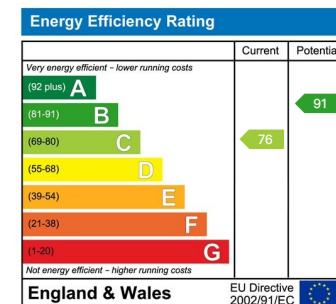 Energy Efficiency Rating
Current Potentia
Very energy efficient - lower running costs
(92 plus) A
(81-91) B
91
(69-80) C
76
(55-68) D
(39-54) E
(21-38) F
(1-20) G
Not energy efficient - higher running costs
England & Wales
EU Directive
2002/91/EC